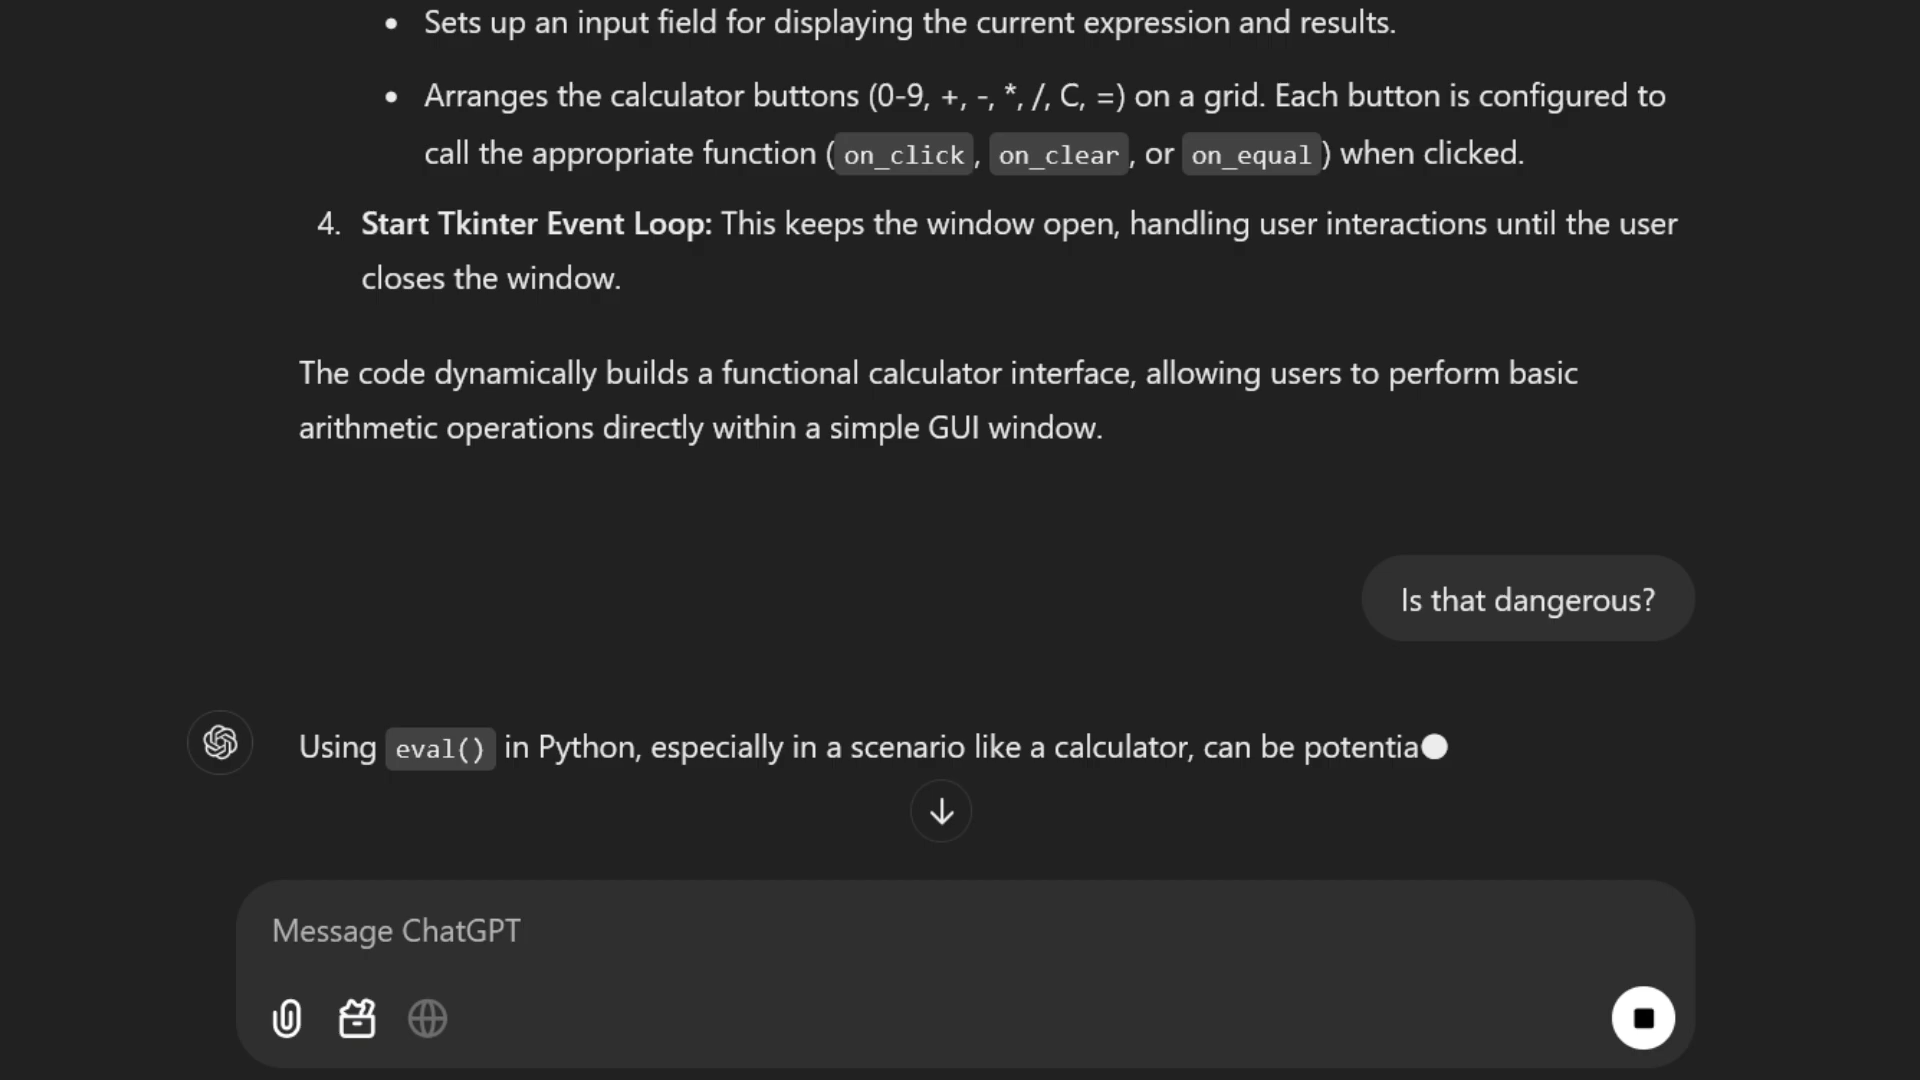 • Sets up an input field for displaying the current expression and results.
• Arranges the calculator buttons (0-9, +, -, *, /, C, =) on a grid. Each button is configured to
call the appropriate function (on_click, on_clear, or on_equal) when clicked.
4. Start Tkinter Event Loop: This keeps the window open, handling user interactions until the user
closes the window.
The code dynamically builds a functional calculator interface, allowing users to perform basic
arithmetic operations directly within a simple GUI window.
Is that dangerous?
Using eval() in Python, especially in a scenario like a calculator, can be potentia
Message ChatGPT